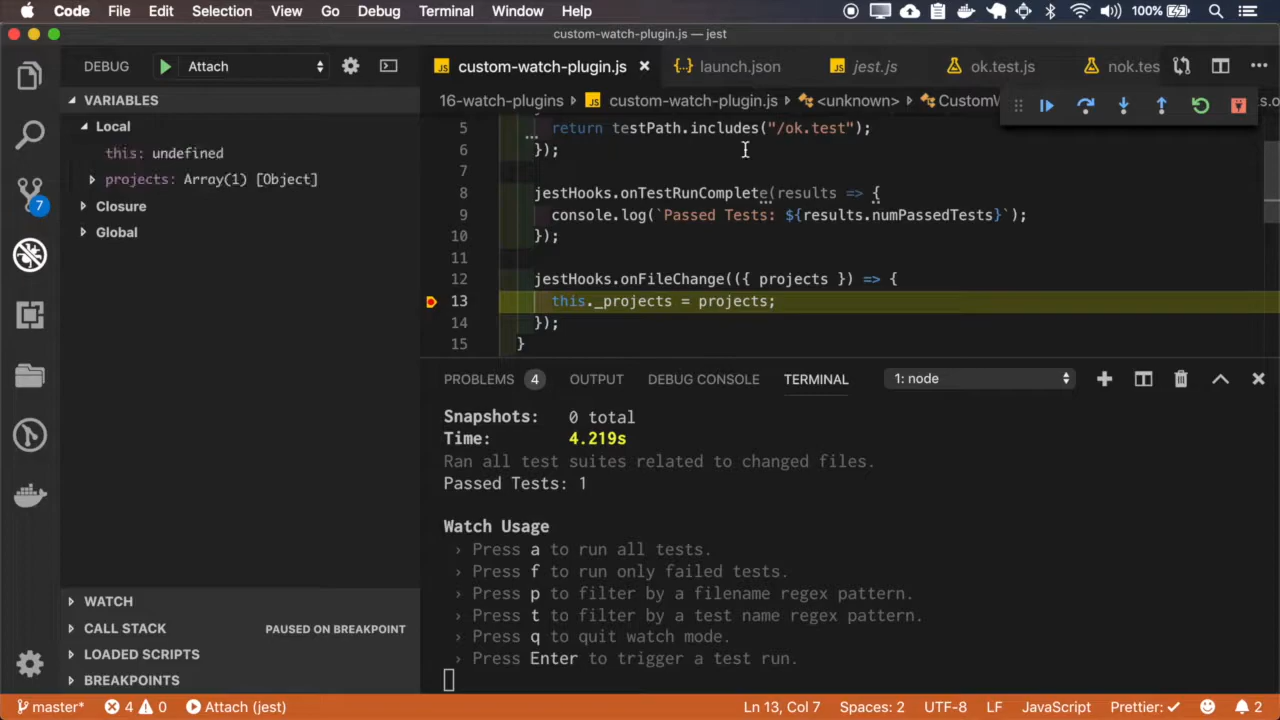 Code File Edit Selection View Go Debug Terminal Window Help 100%
custom-watch-plugin.js — jest
DEBUG Attach
custom-watch-plugin.js launch.json jest.js ok.test.js nok.tes
VARIABLES
16-watch-plugins custom-watch-plugin.js <unknown> CustomW
Local
this: undefined
projects: Array(1) [Object]
Closure
Global
5 return testPath.includes("/ok.test");
6 });
7
8 jestHooks.onTestRunComplete(results => {
9 console.log(`Passed Tests: ${results.numPassedTests}`);
10 });
11
12 jestHooks.onFileChange(({ projects }) => {
13 this._projects = projects;
14 });
15 }
7
PROBLEMS 4 OUTPUT DEBUG CONSOLE TERMINAL 1: node
Snapshots: 0 total
Time: 4.219s
Ran all test suites related to changed files.
Passed Tests: 1
Watch Usage
› Press a to run all tests.
› Press f to run only failed tests.
› Press p to filter by a filename regex pattern.
› Press t to filter by a test name regex pattern.
› Press q to quit watch mode.
› Press Enter to trigger a test run.
WATCH
CALL STACK PAUSED ON BREAKPOINT
LOADED SCRIPTS
BREAKPOINTS
master* 4 0 Attach (jest) Ln 13, Col 7 Spaces: 2 UTF-8 LF JavaScript Prettier: ✓ 2